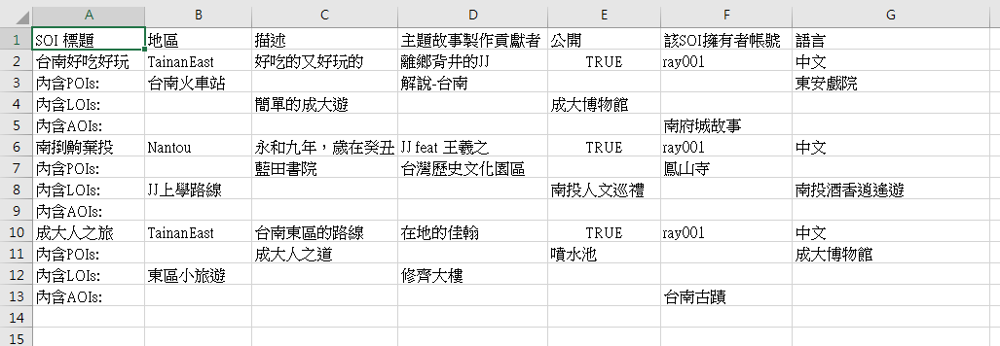 A B C D E F G
1 SOI 標題 地區 描述 主題故事製作貢獻者 公開 該SOI擁有者帳號 語言
2 台南好吃好玩 TainanEast 好吃的又好玩的 離鄉背井的JJ TRUE ray001 中文
3 內含POIs: 台南火車站 解說-台南 東安戲院
4 內含LOIs: 簡單的成大遊 成大博物館
5 內含AOIs: 南府城故事
6 南捯齁棄投 Nantou 永和九年，歲在癸丑 JJ feat 王羲之 TRUE ray001 中文
7 內含POIs: 藍田書院 台灣歷史文化園區 鳳山寺
8 內含LOIs: JJ上學路線 南投人文巡禮 南投酒香逍遙遊
9 內含AOIs:
10 成大人之旅 TainanEast 台南東區的路線 在地的佳翰 TRUE ray001 中文
11 內含POIs: 成大人之道 噴水池 成大博物館
12 內含LOIs: 東區小旅遊 修齊大樓
13 內含AOIs: 台南古蹟
14
15